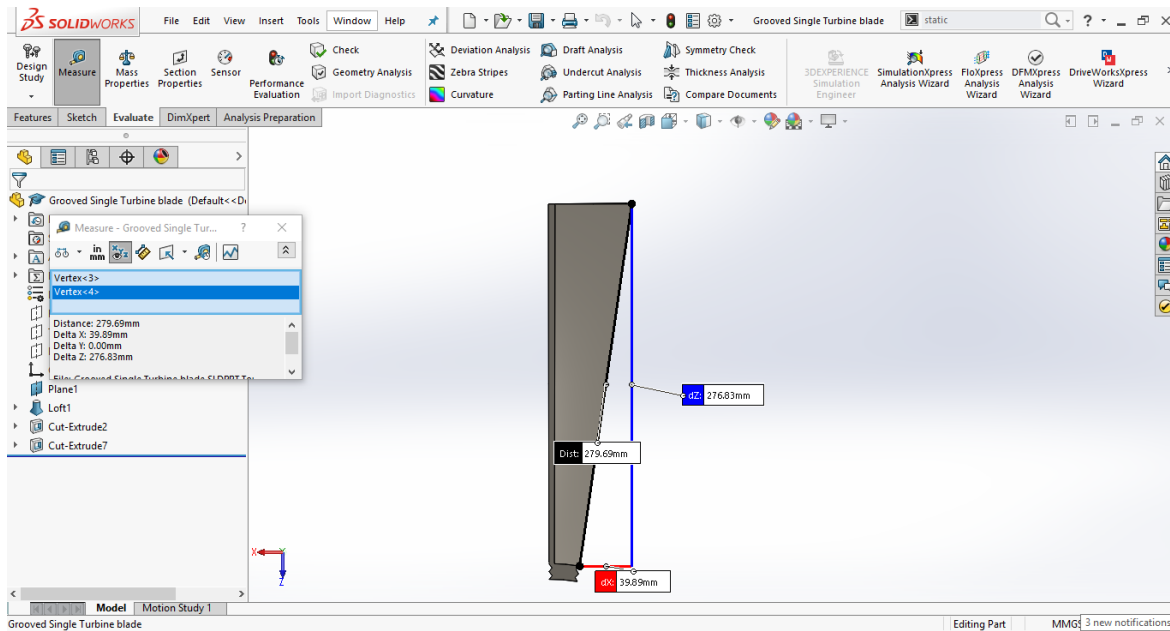 SOLIDWORKS File Edit View Insert Tools Window Help Grooved Single Turbine blade static ?
Design Study
Measure
Mass Properties
Section Properties
Sensor
Performance Evaluation
Check
Geometry Analysis
Import Diagnostics
Deviation Analysis
Zebra Stripes
Curvature
Draft Analysis
Undercut Analysis
Parting Line Analysis
Symmetry Check
Thickness Analysis
Compare Documents
3DEXPERIENCE Simulation Engineer
SimulationXpress Analysis Wizard
FloXpress Analysis Wizard
DFMXpress Analysis Wizard
DriveWorksXpress Wizard
Features Sketch Evaluate DimXpert Analysis Preparation
Grooved Single Turbine blade (Default<<D
Measure - Grooved Single Tur... ?
in mm
Vertex<3>
Vertex<4>
Distance: 279.69mm
Delta X: 39.89mm
Delta Y: 0.00mm
Delta Z: 276.83mm
Plane1
Loft1
Cut-Extrude2
Cut-Extrude7
dZ: 276.83mm
Dist: 279.69mm
dX: 39.89mm
X
Z
Model Motion Study 1
Grooved Single Turbine blade Editing Part MMGS 3 new notifications